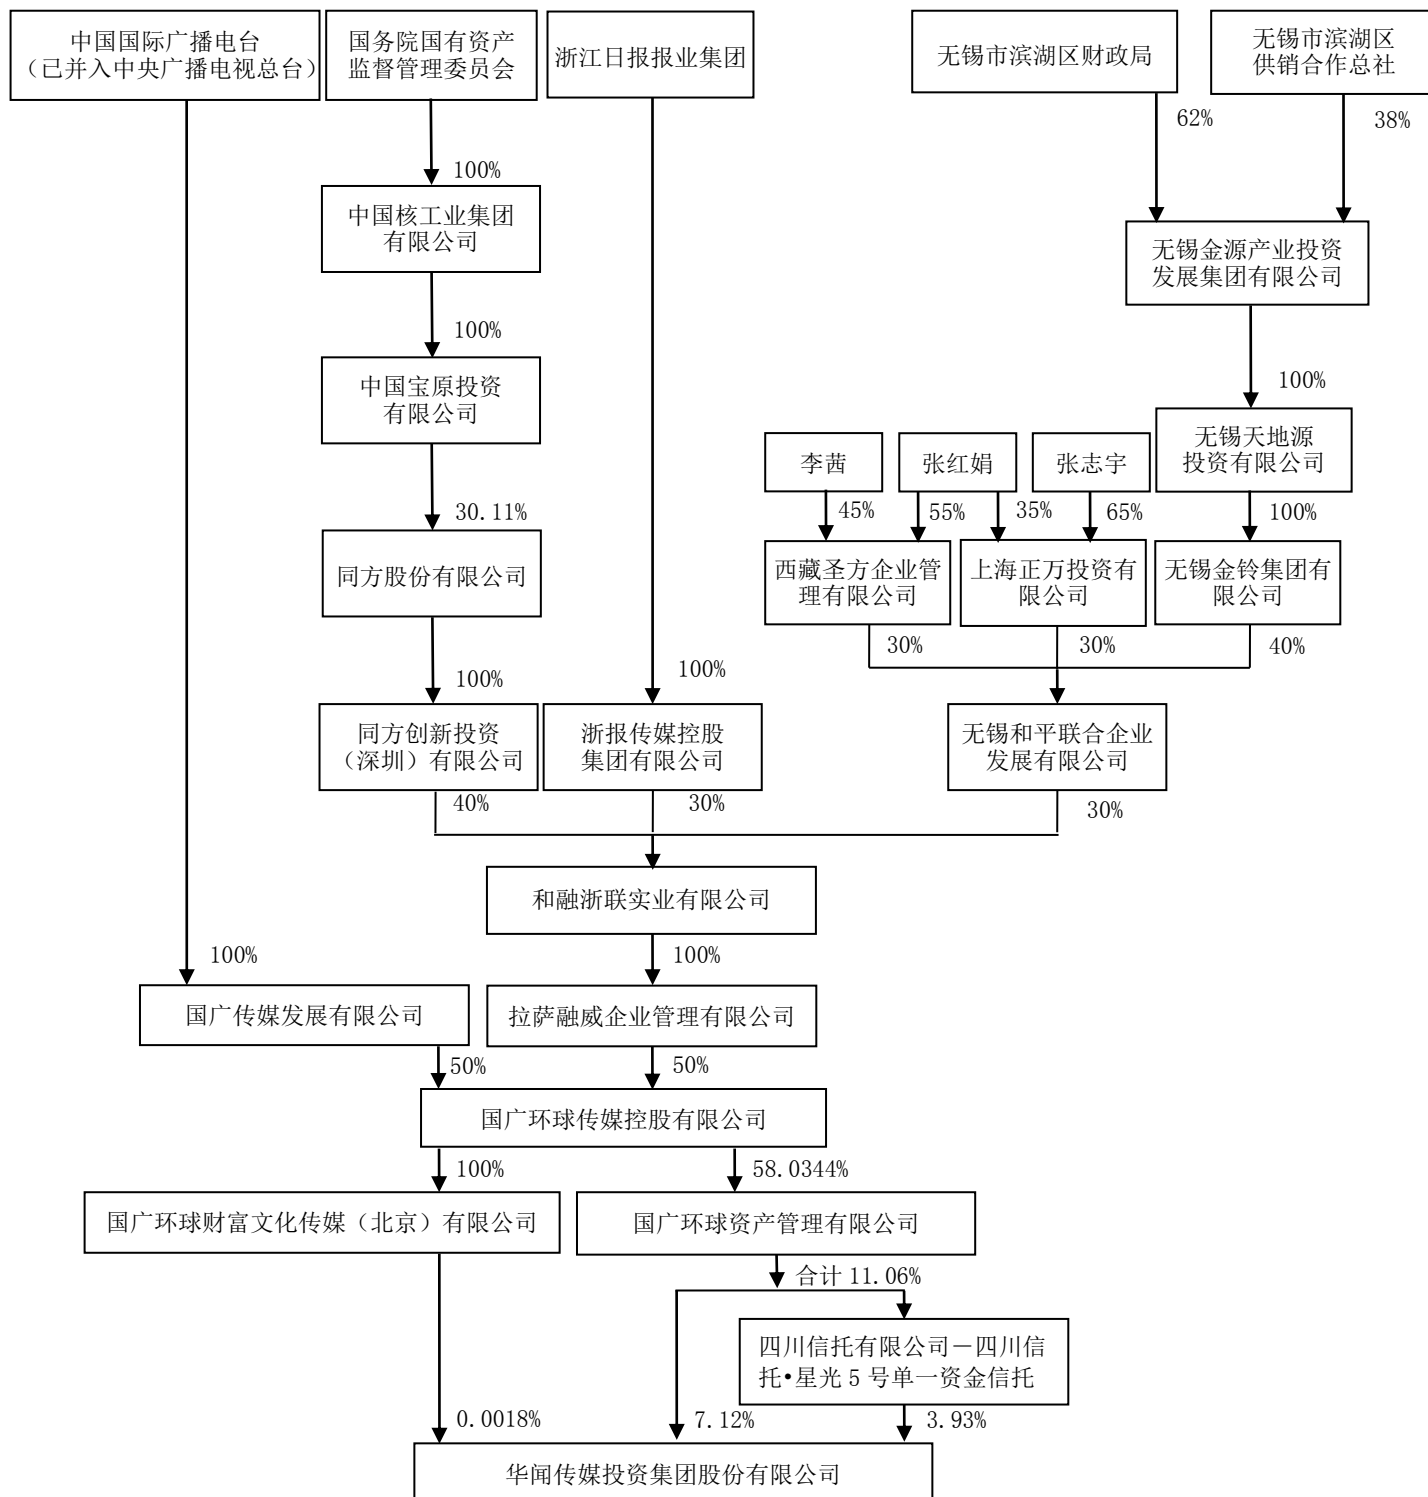 中国国际广播电台
（已并入中央广播电视总台）
国务院国有资产
监督管理委员会
浙江日报报业集团
无锡市滨湖区财政局
无锡市滨湖区
供销合作总社
62%
38%
100%
中国核工业集团
有限公司
无锡金源产业投资
发展集团有限公司
100%
中国宝原投资
有限公司
100%
无锡天地源
投资有限公司
李茜
张红娟
张志宇
30.11%
45%
55%
35%
65%
100%
同方股份有限公司
西藏圣方企业管
理有限公司
上海正万投资有
限公司
无锡金铃集团有
限公司
30%
30%
40%
100%
100%
同方创新投资
（深圳）有限公司
浙报传媒控股
集团有限公司
无锡和平联合企业
发展有限公司
40%
30%
30%
和融浙联实业有限公司
100%
100%
国广传媒发展有限公司
拉萨融威企业管理有限公司
50%
50%
国广环球传媒控股有限公司
100%
58.0344%
国广环球财富文化传媒（北京）有限公司
国广环球资产管理有限公司
合计 11.06%
四川信托有限公司－四川信
托•星光 5 号单一资金信托
0.0018%
7.12%
3.93%
华闻传媒投资集团股份有限公司